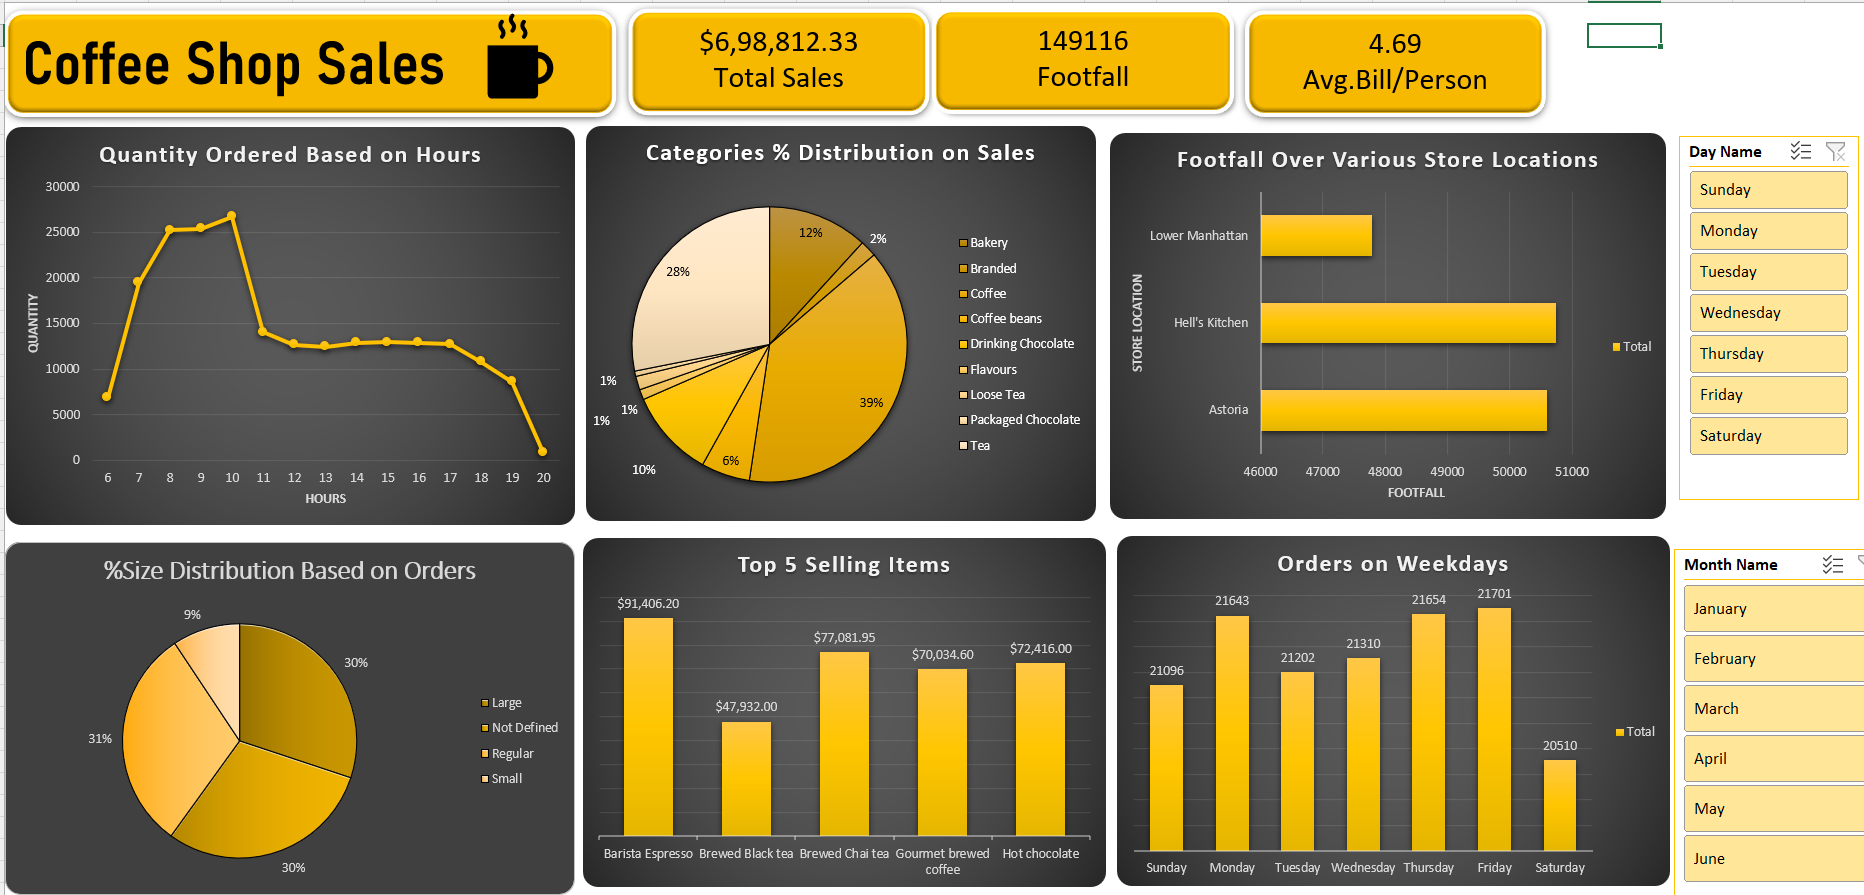 Coffee Shop Sales
$6,98,812.33
Total Sales
149116
Footfall
4.69
Avg.Bill/Person
Quantity Ordered Based on Hours
30000
25000
20000
15000
10000
5000
0
QUANTITY
6 7 8 9 10 11 12 13 14 15 16 17 18 19 20
HOURS
Categories % Distribution on Sales
12%
2%
39%
6%
10%
1%
1%
1%
28%
Bakery
Branded
Coffee
Coffee beans
Drinking Chocolate
Flavours
Loose Tea
Packaged Chocolate
Tea
Footfall Over Various Store Locations
STORE LOCATION
Lower Manhattan
Hell's Kitchen
Astoria
46000 47000 48000 49000 50000 51000
FOOTFALL
Total
Day Name
Sunday
Monday
Tuesday
Wednesday
Thursday
Friday
Saturday
%Size Distribution Based on Orders
9%
30%
31%
30%
Large
Not Defined
Regular
Small
Top 5 Selling Items
$91,406.20
$47,932.00
$77,081.95
$70,034.60
$72,416.00
Barista Espresso
Brewed Black tea
Brewed Chai tea
Gourmet brewed
coffee
Hot chocolate
Orders on Weekdays
21096
21643
21202
21310
21654
21701
20510
Sunday Monday Tuesday Wednesday Thursday Friday Saturday
Total
Month Name
January
February
March
April
May
June